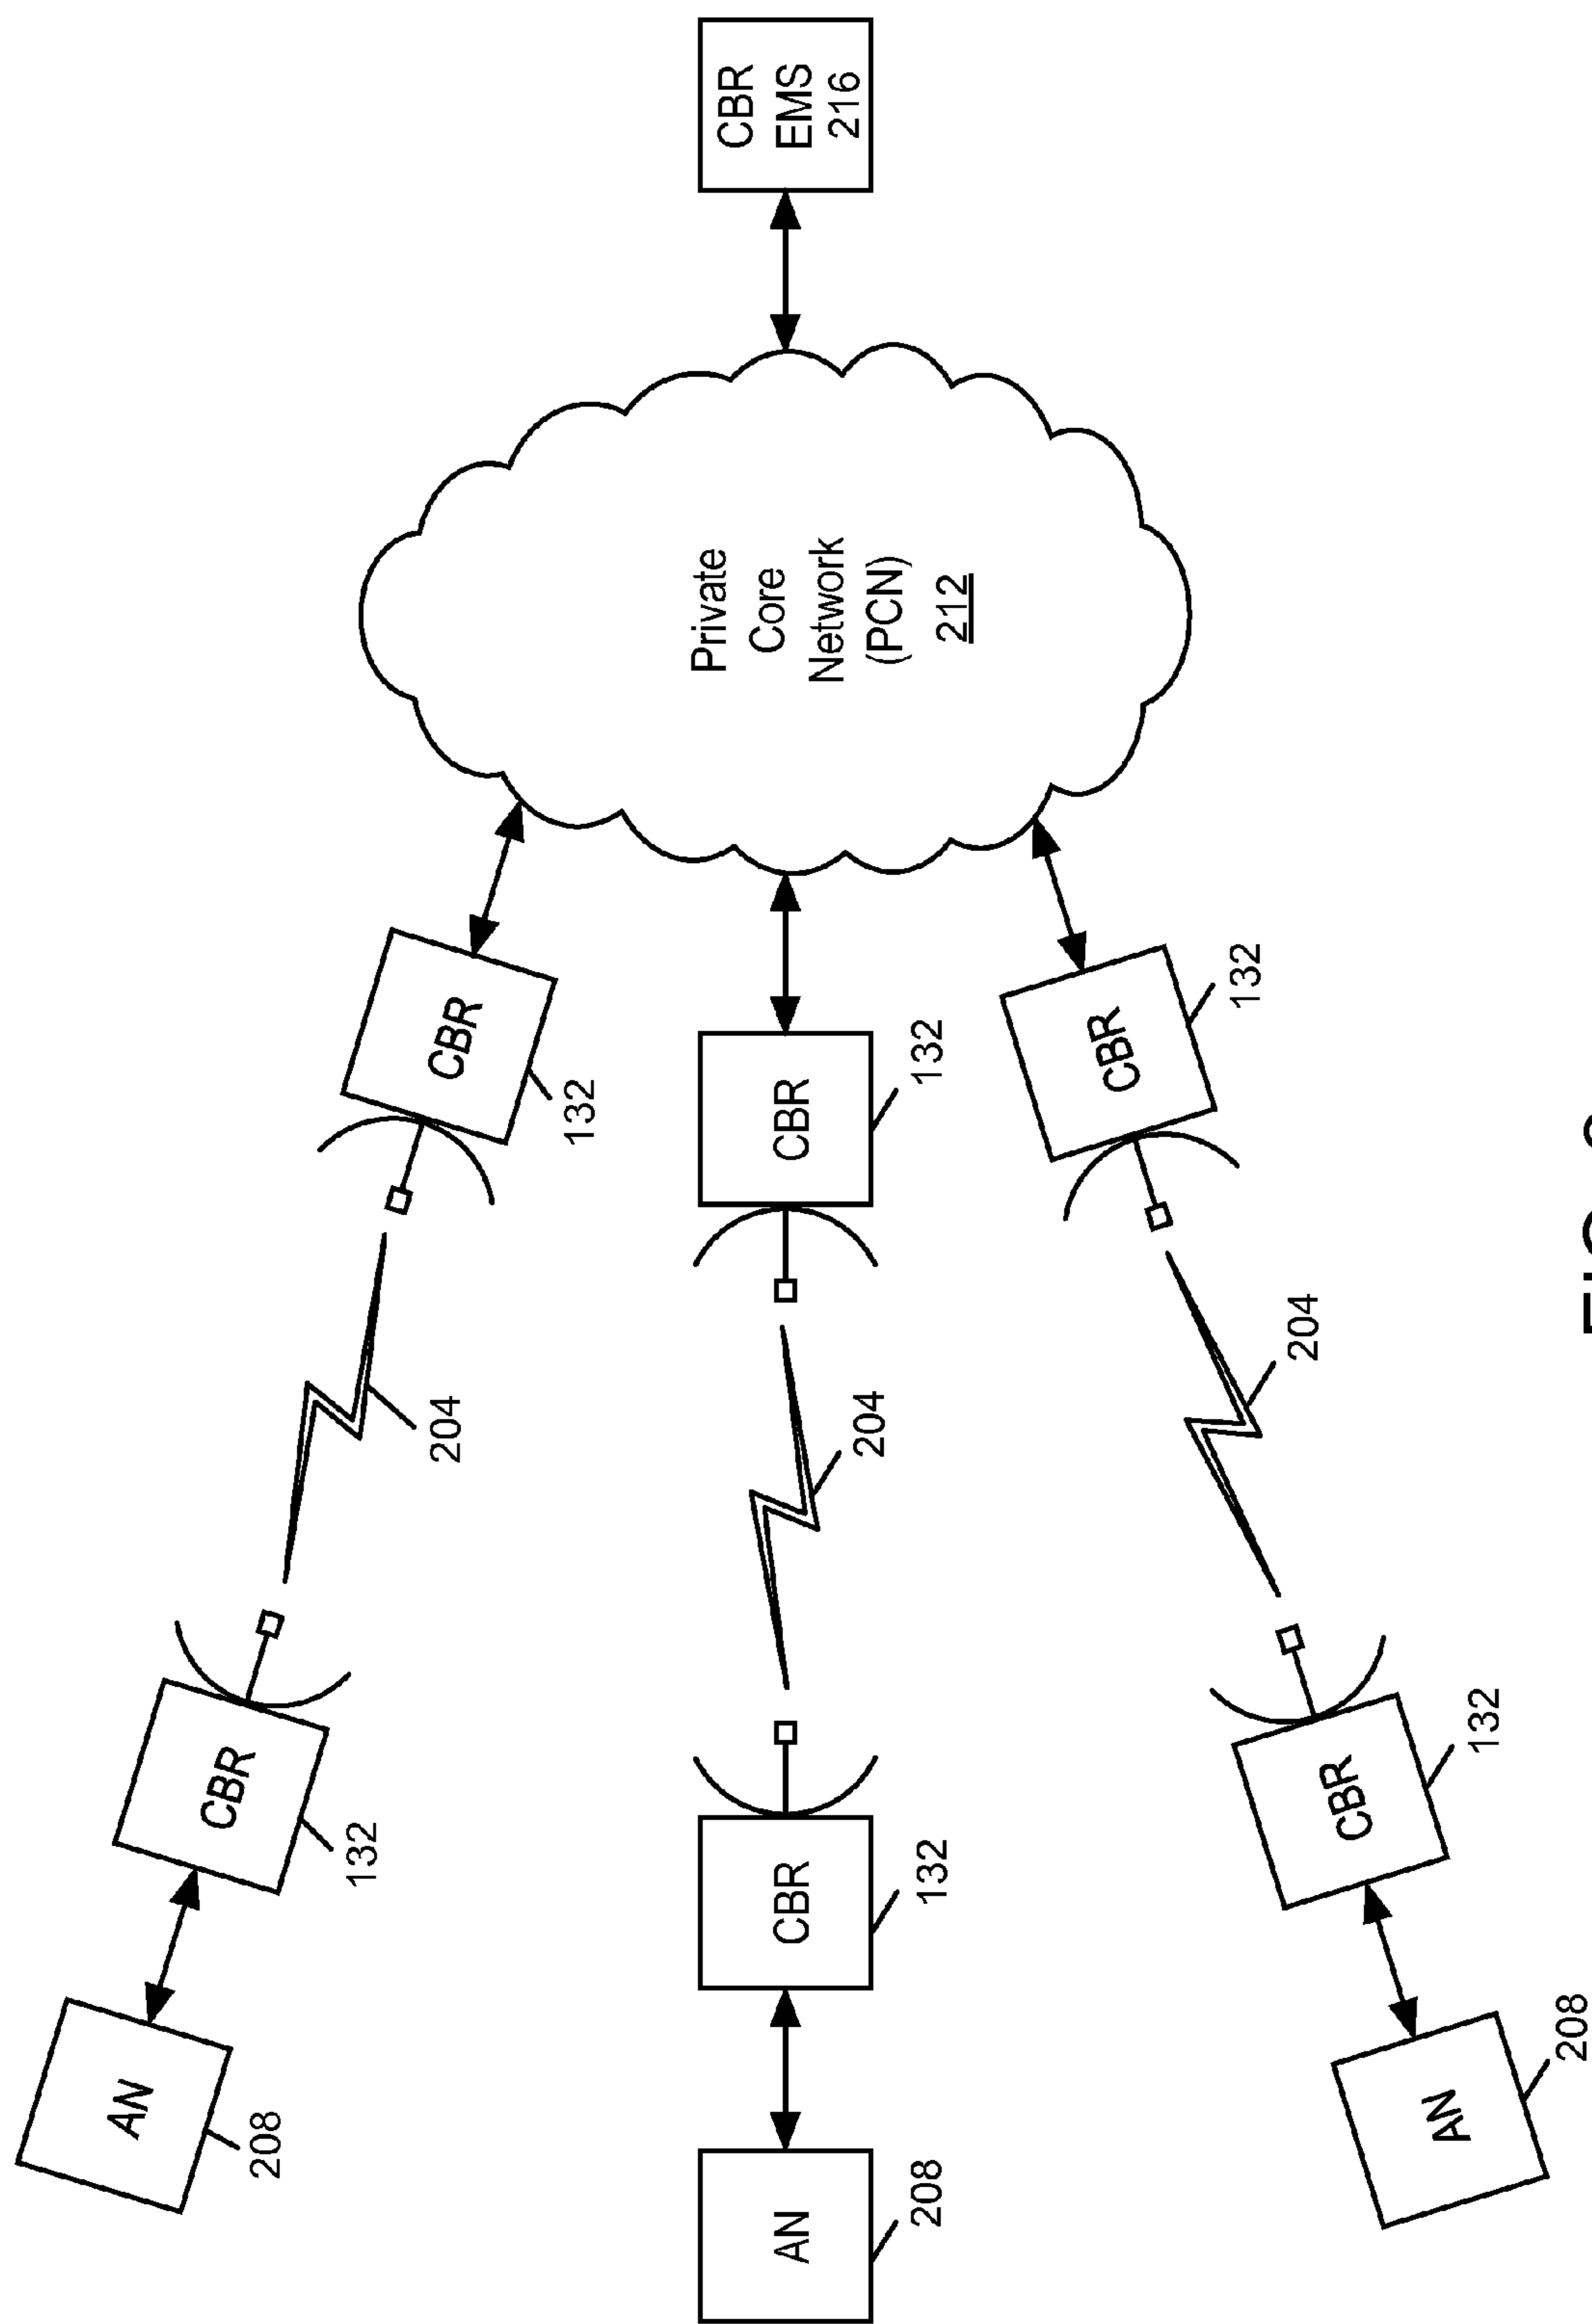 AN
208
CBR
132
204
CBR
132
AN
208
CBR
132
204
CBR
132
Private
Core
Network
(PCN)
212
CBR
EMS
216
AN
208
CBR
132
204
CBR
132